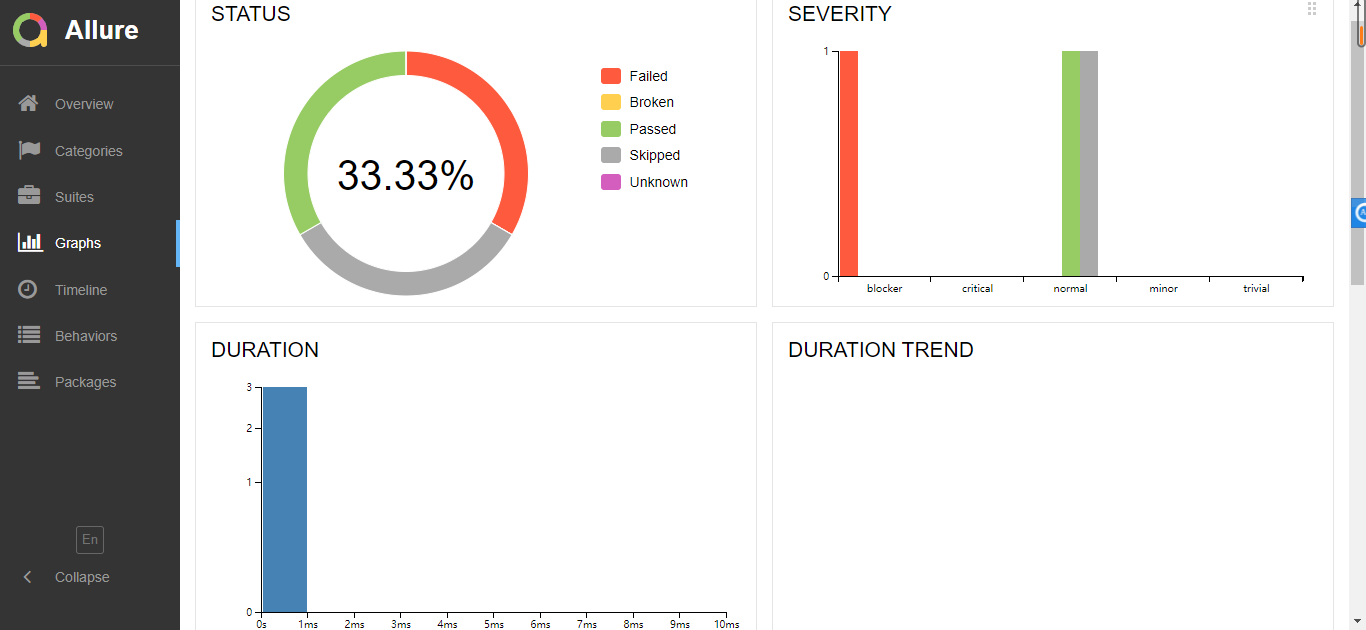 Allure
Overview
Categories
Suites
Graphs
Timeline
Behaviors
Packages
En
Collapse
STATUS
33.33%
Failed
Broken
Passed
Skipped
Unknown
SEVERITY
1
0
blocker critical normal minor trivial
DURATION
3
2
1
0
0s 1ms 2ms 3ms 4ms 5ms 6ms 7ms 8ms 9ms 10ms
DURATION TREND